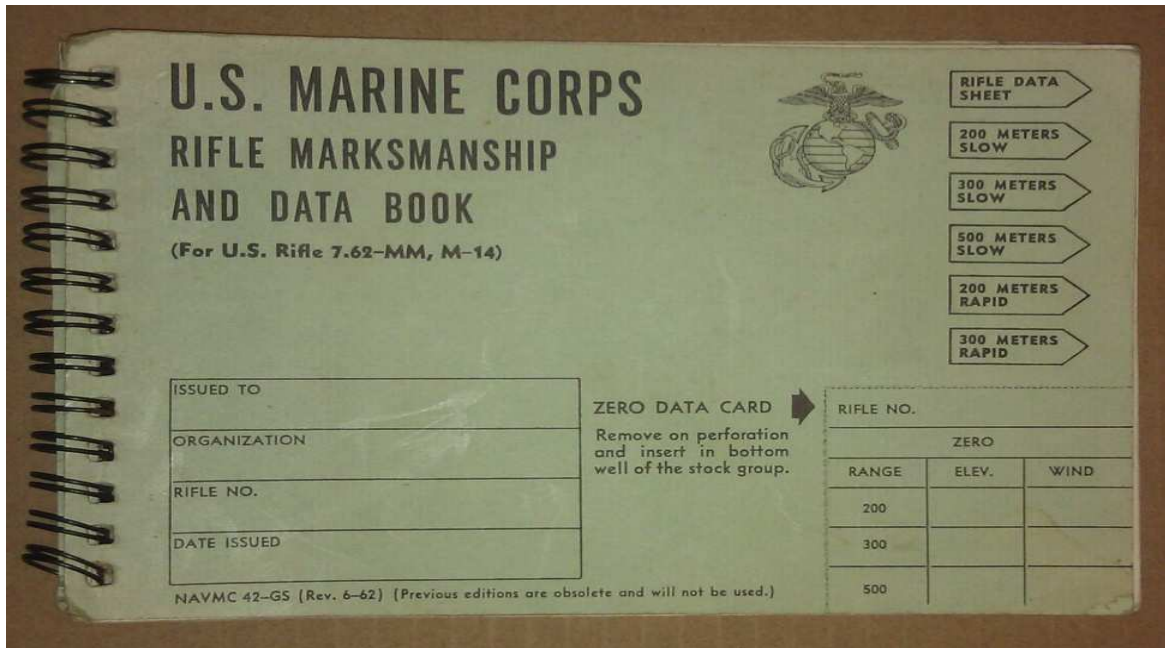 U.S. MARINE CORPS
RIFLE MARKSMANSHIP
AND DATA BOOK
(For U.S. Rifle 7.62-MM, M-14)
RIFLE DATA
SHEET
200 METERS
SLOW
300 METERS
SLOW
500 METERS
SLOW
200 METERS
RAPID
300 METERS
RAPID
ISSUED TO
ORGANIZATION
RIFLE NO.
DATE ISSUED
ZERO DATA CARD
Remove on perforation
and insert in bottom
well of the stock group.
RIFLE NO.
ZERO
RANGE ELEV. WIND
200
300
500
NAVMC 42-GS (Rev. 6-62) (Previous editions are obsolete and will not be used.)